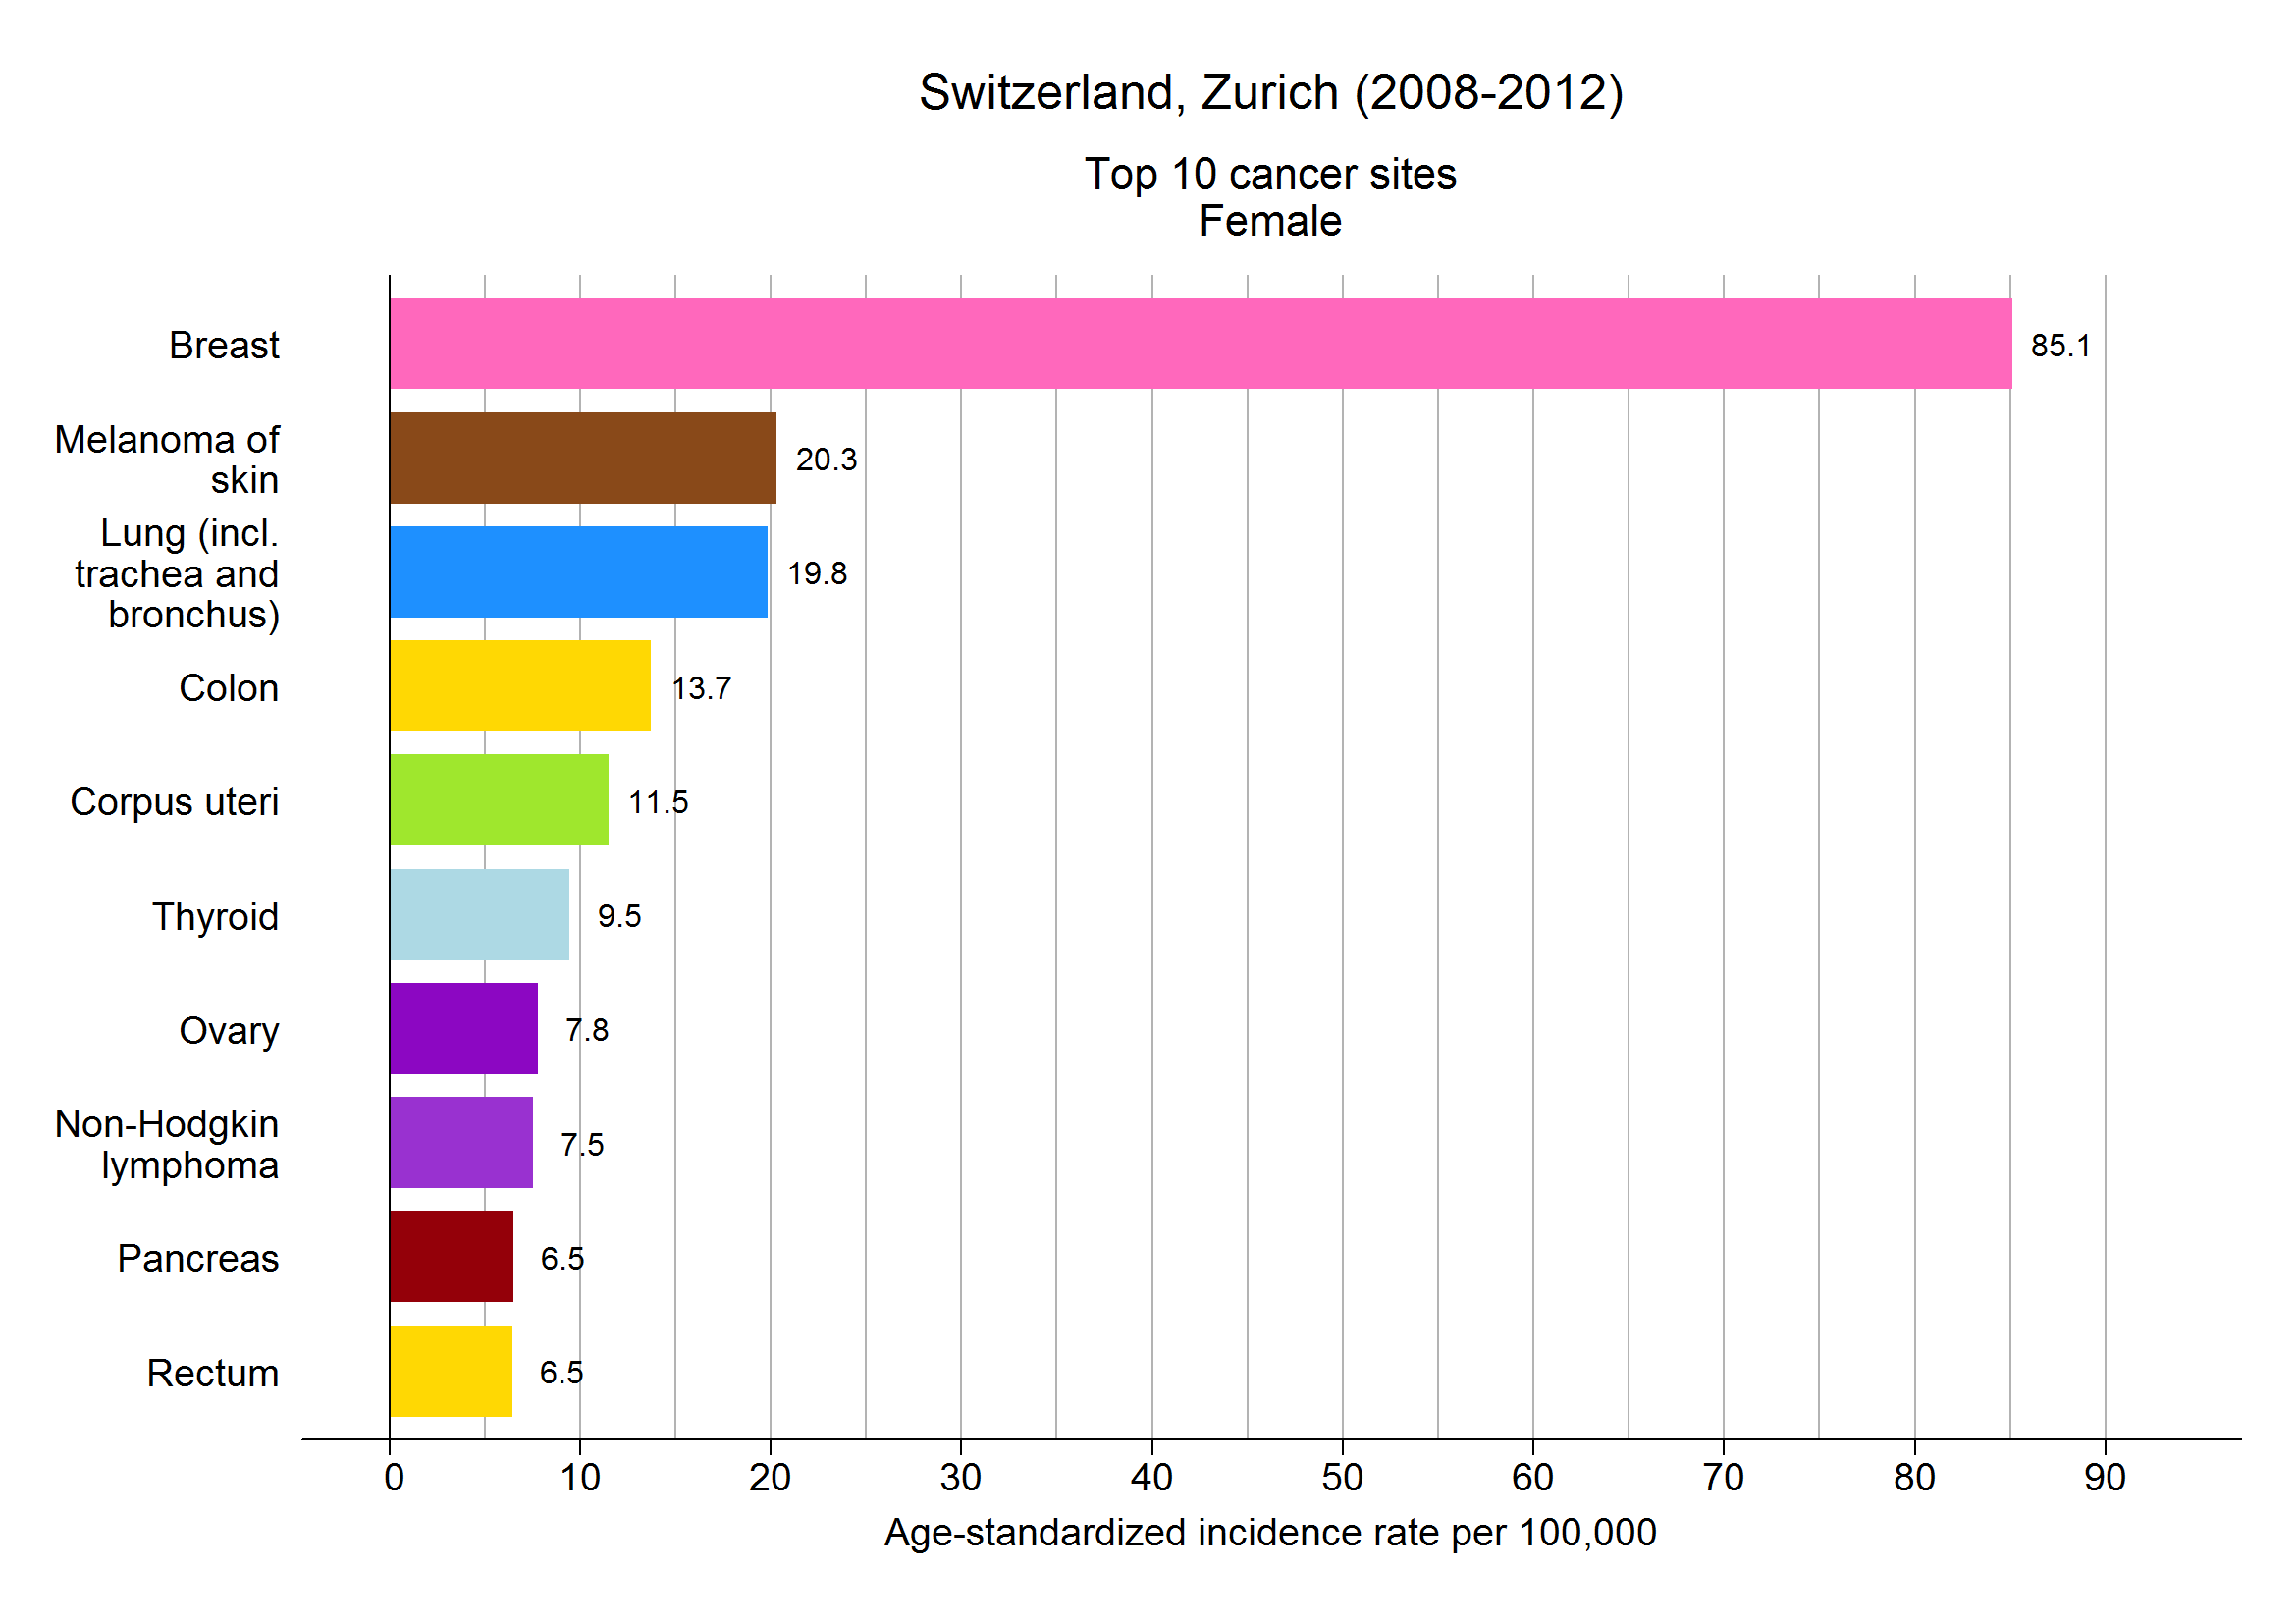 Switzerland, Zurich (2008-2012)
Top 10 cancer sites
Female
Breast
85.1
Melanoma of
skin
20.3
Lung (incl.
trachea and
bronchus)
19.8
Colon
13.7
Corpus uteri
11.5
Thyroid
9.5
Ovary
7.8
Non-Hodgkin
lymphoma
7.5
Pancreas
6.5
Rectum
6.5
0 10 20 30 40 50 60 70 80 90
Age-standardized incidence rate per 100,000